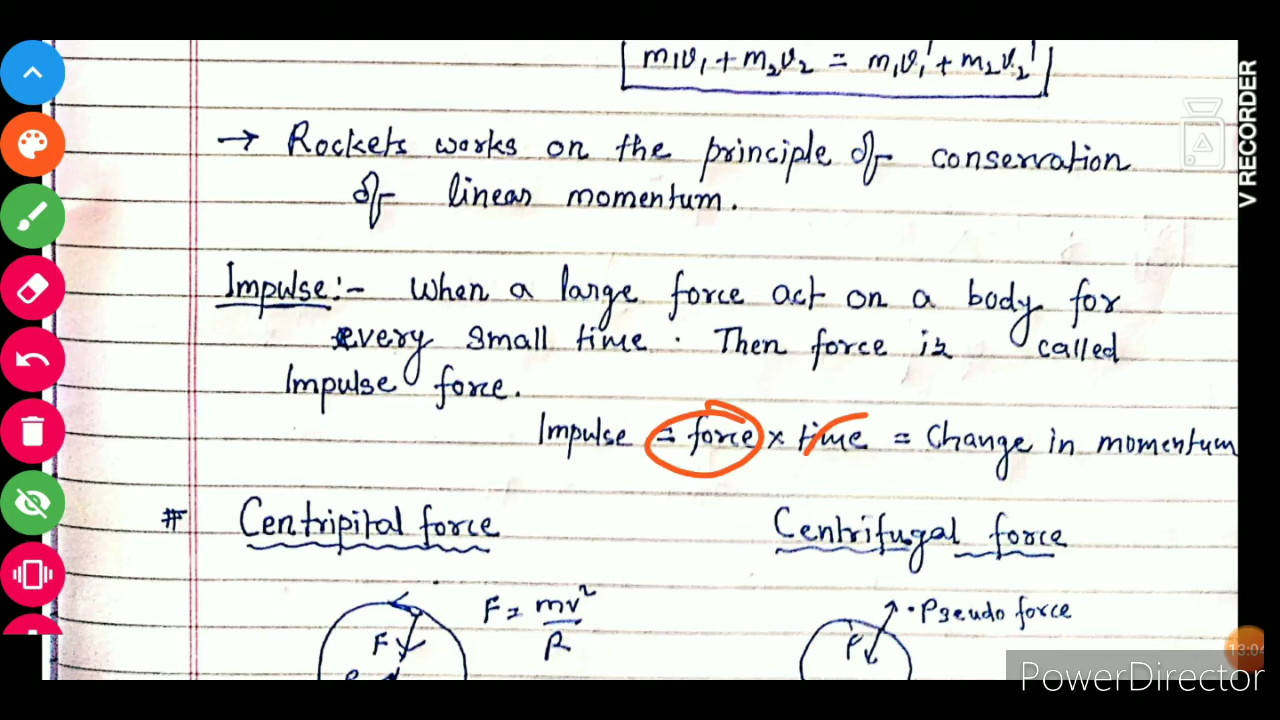 m₁v₁ + m₂v₂ = m₁v₁' + m₂v₂'
→ Rockets works on the principle of conservation
of linear momentum.
Impulse:- When a large force act on a body for
every small time. Then force is called
Impulse force.
Impulse = force × time = Change in momentum
# Centripital force Centrifugal force
F = mv²
R
F
• Pseudo force
F
V RECORDER
13:04
PowerDirector